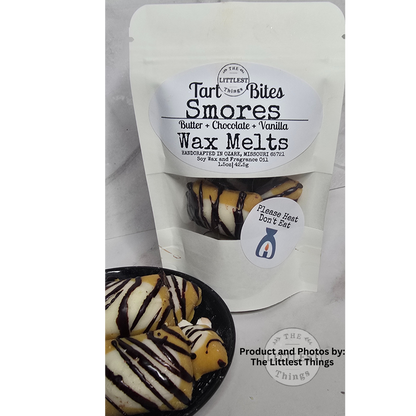 THE
LITTLEST
Things
Tart Bites
Smores
Butter + Chocolate + Vanilla
Wax Melts
HANDCRAFTED IN OZARK, MISSOURI 65721
Soy Wax and Fragrance Oil
1.5oz| 42.5g
Please Heat
Don't Eat
THE
Product and Photos by:
The Littlest Things
Things